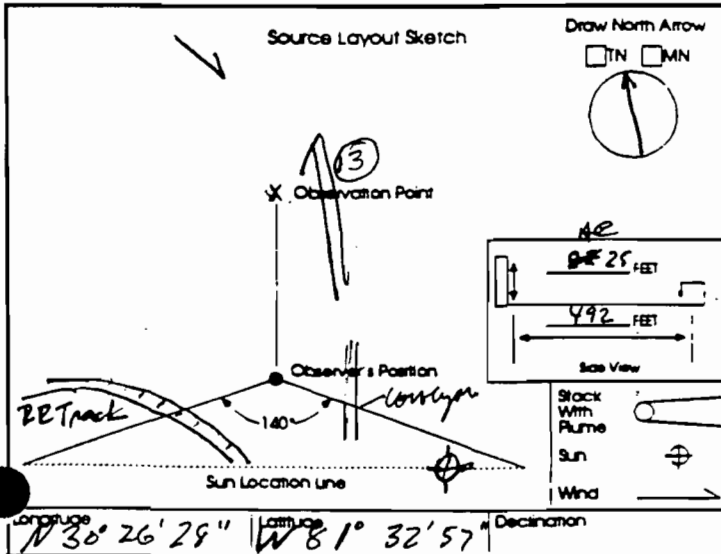 Source Layout Sketch
Draw North Arrow
TN MN
3
X Observation Point
25 FEET
492 FEET
Side View
Observer's Position
RR Track
140°
Conveyor
Sun Location Line
Stack With Plume
Sun
Wind
Longitude Latitude Declination
N 30° 26' 29" W 81° 32' 57"